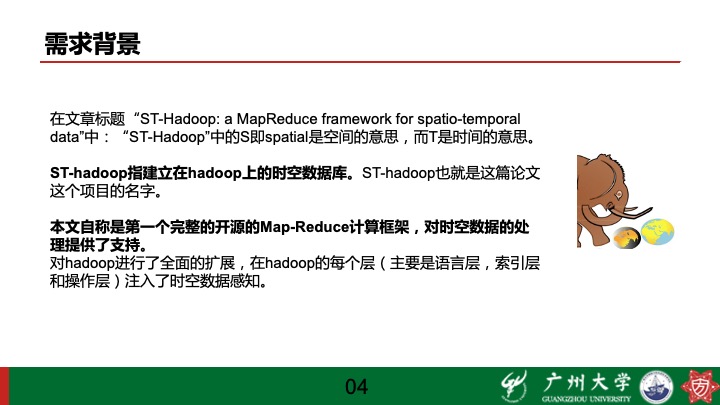 需求背景
在文章标题“ST-Hadoop: a MapReduce framework for spatio-temporal
data”中：“ST-Hadoop”中的S即spatial是空间的意思，而T是时间的意思。
ST-hadoop指建立在hadoop上的时空数据库。ST-hadoop也就是这篇论文
这个项目的名字。
本文自称是第一个完整的开源的Map-Reduce计算框架，对时空数据的处
理提供了支持。
对hadoop进行了全面的扩展，在hadoop的每个层（主要是语言层，索引层
和操作层）注入了时空数据感知。
04
广州大学
GUANGZHOU UNIVERSITY